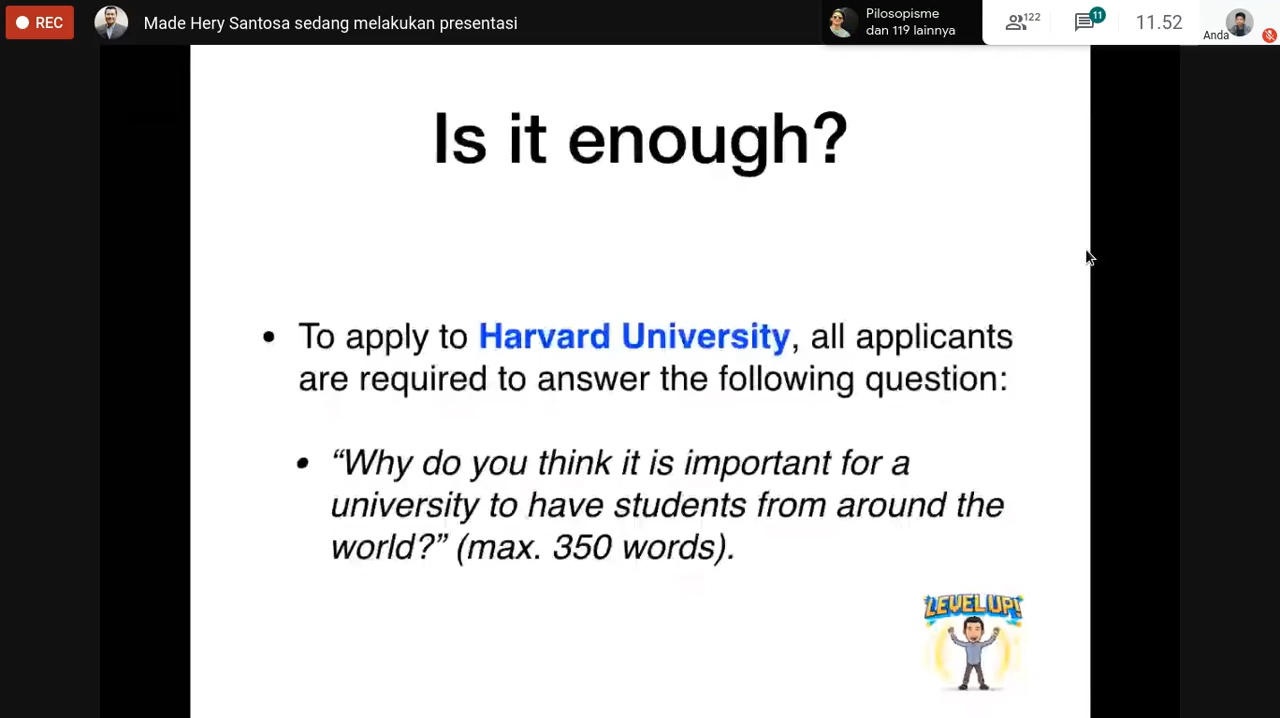 REC
Made Hery Santosa sedang melakukan presentasi
Pilosopisme
dan 119 lainnya
122
11
11.52
Anda
Is it enough?
• To apply to Harvard University, all applicants
are required to answer the following question:
• “Why do you think it is important for a
university to have students from around the
world?” (max. 350 words).
LEVEL UP!